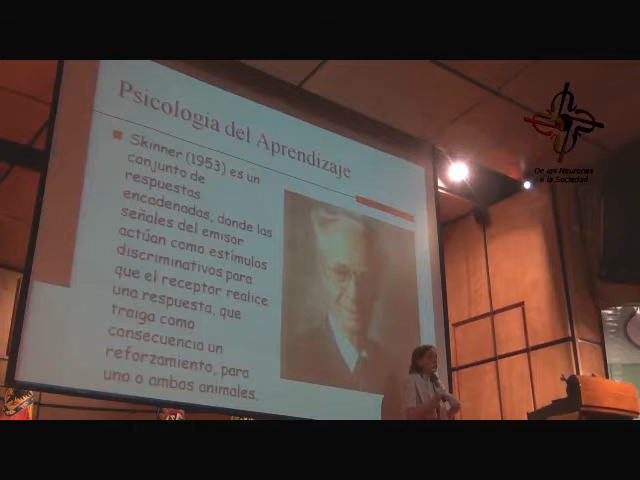 Psicología del Aprendizaje
Skinner (1953) es un
conjunto de
respuestas
encadenadas, donde las
señales del emisor
actúan como estímulos
discriminativos para
que el receptor realice
una respuesta, que
traiga como
consecuencia un
reforzamiento, para
uno o ambos animales.
De las Neuronas
a la Sociedad